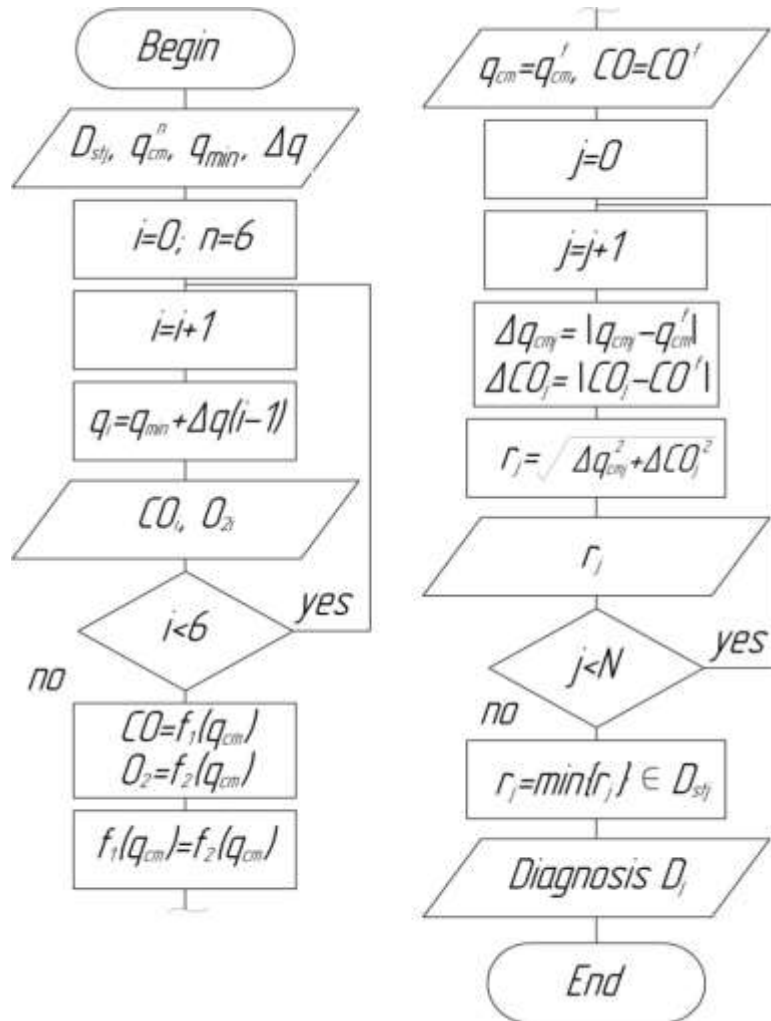 Begin
D_stj, q_cm^n, q_min, Δq
i=0; n=6
i=i+1
q_i=q_min+Δq(i-1)
CO_i, O_2i
i<6
yes
no
CO=f_1(q_cm)
O_2=f_2(q_cm)
f_1(q_cm)=f_2(q_cm)
q_cm=q_cm^f, CO=CO^f
j=0
j=j+1
Δq_cmj=|q_cmj-q_cm^f|
ΔCO_j=|CO_j-CO^f|
r_j=√Δq_cmj^2+ΔCO_j^2
r_j
j<N
yes
no
r_j=min{r_j} ∈ D_stj
Diagnosis D_j
End